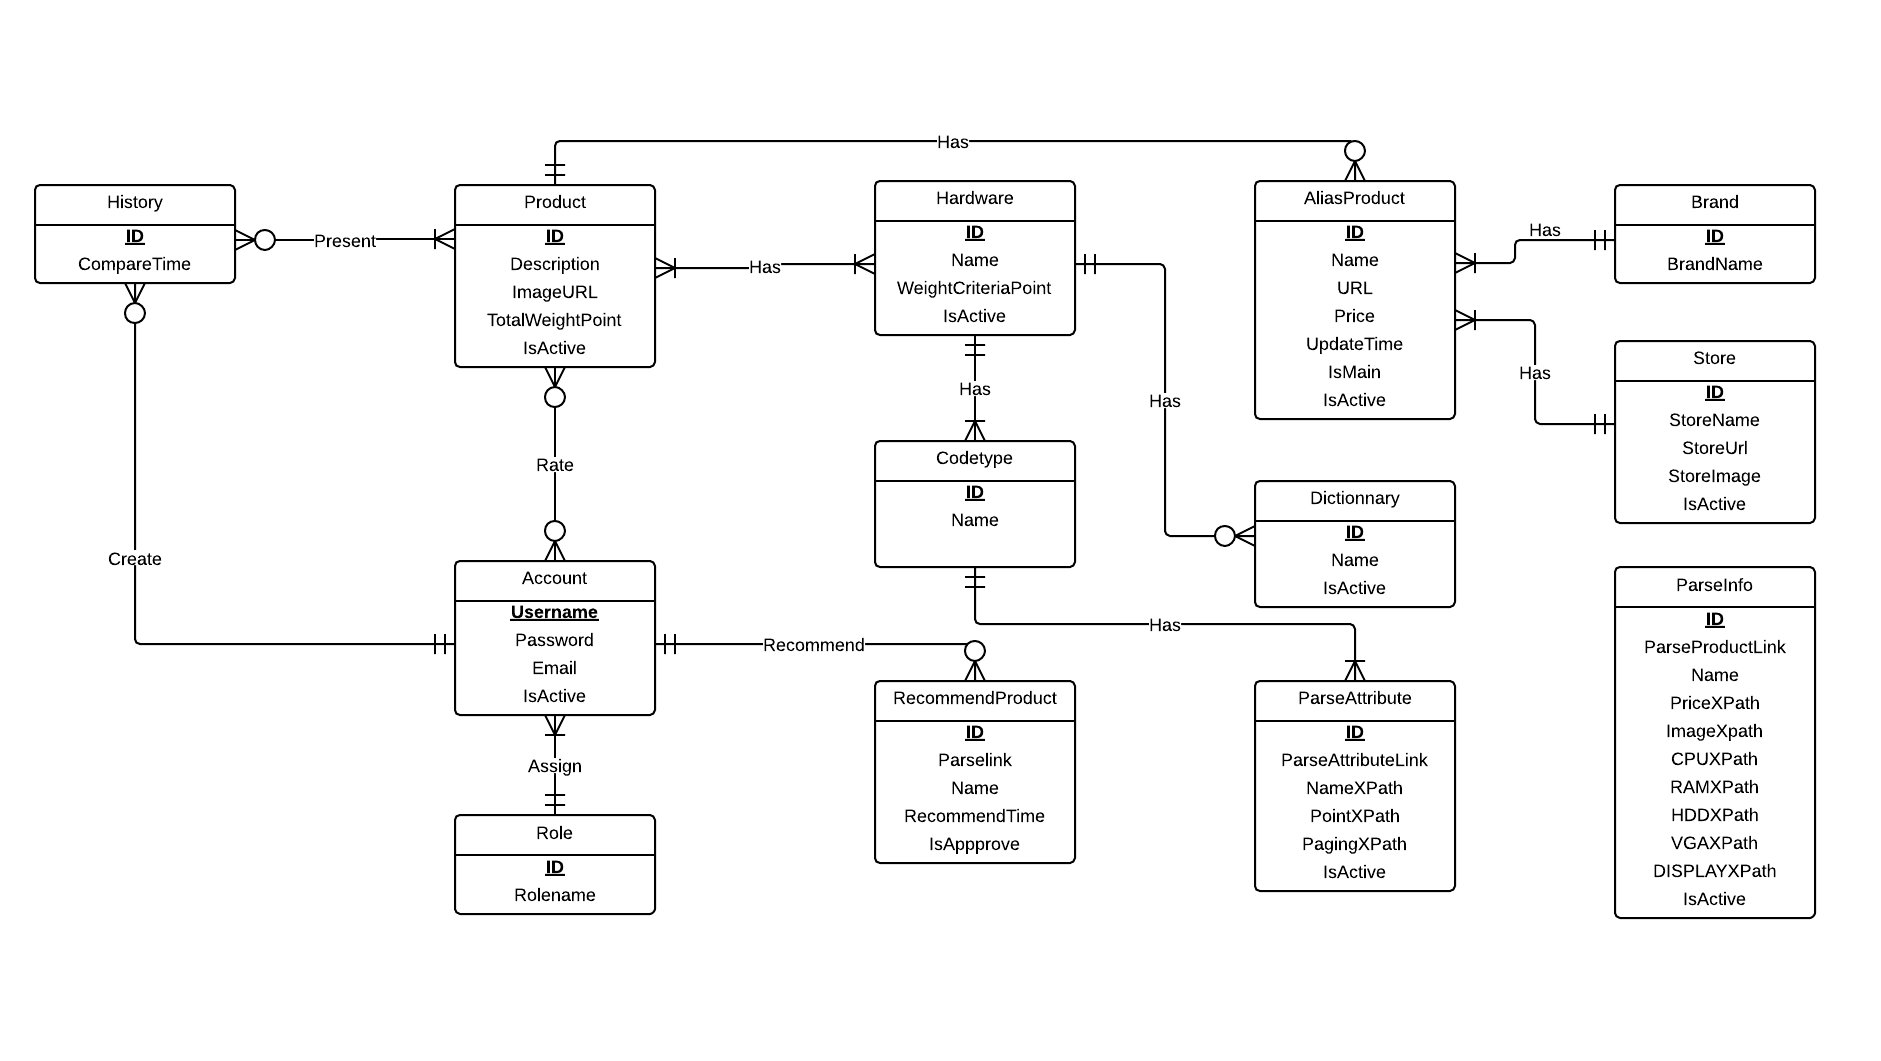 Has
History
ID
CompareTime
Present
Product
ID
Description
ImageURL
TotalWeightPoint
IsActive
Has
Hardware
ID
Name
WeightCriteriaPoint
IsActive
AliasProduct
ID
Name
URL
Price
UpdateTime
IsMain
IsActive
Has
Brand
ID
BrandName
Has
Store
ID
StoreName
StoreUrl
StoreImage
IsActive
Has
Has
Codetype
ID
Name
Dictionnary
ID
Name
IsActive
Rate
Create
Account
Username
Password
Email
IsActive
Recommend
Has
RecommendProduct
ID
Parselink
Name
RecommendTime
IsAppprove
ParseAttribute
ID
ParseAttributeLink
NameXPath
PointXPath
PagingXPath
IsActive
ParseInfo
ID
ParseProductLink
Name
PriceXPath
ImageXpath
CPUXPath
RAMXPath
HDDXPath
VGAXPath
DISPLAYXPath
IsActive
Assign
Role
ID
Rolename